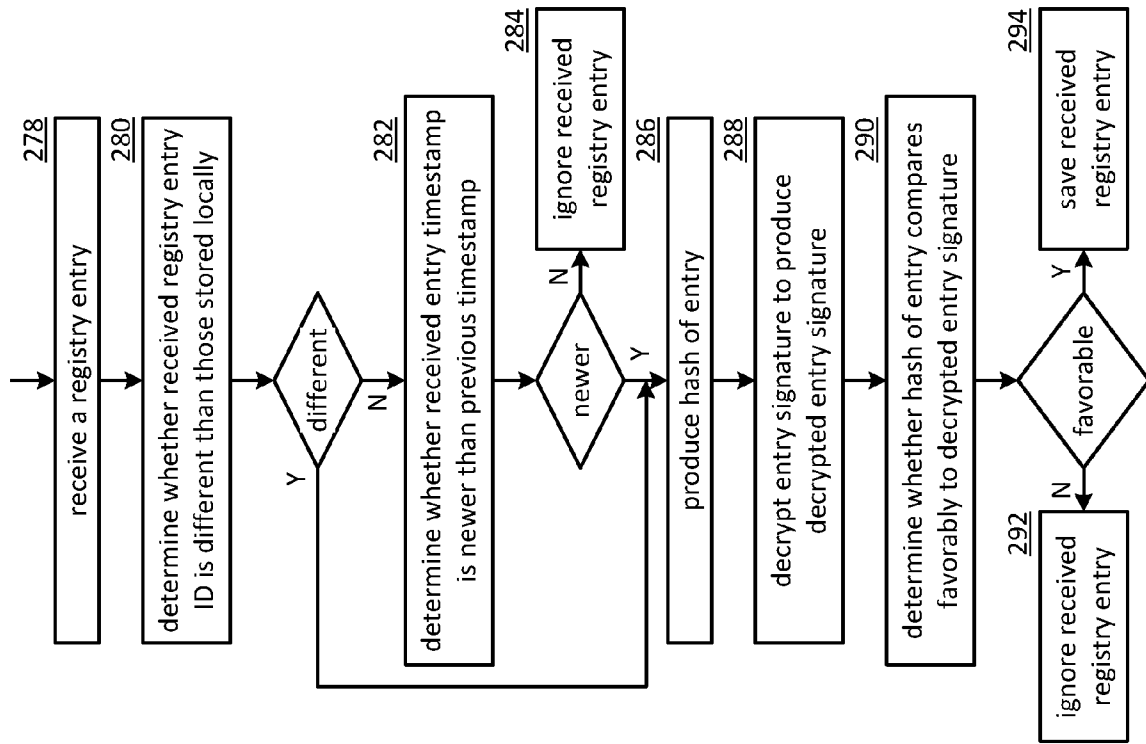 278
receive a registry entry
280
determine whether received registry entry
ID is different than those stored locally
different
Y
N
282
determine whether received entry timestamp
is newer than previous timestamp
newer
N
284
ignore received
registry entry
Y
286
produce hash of entry
288
decrypt entry signature to produce
decrypted entry signature
290
determine whether hash of entry compares
favorably to decrypted entry signature
favorable
N
292
ignore received
registry entry
Y
294
save received
registry entry